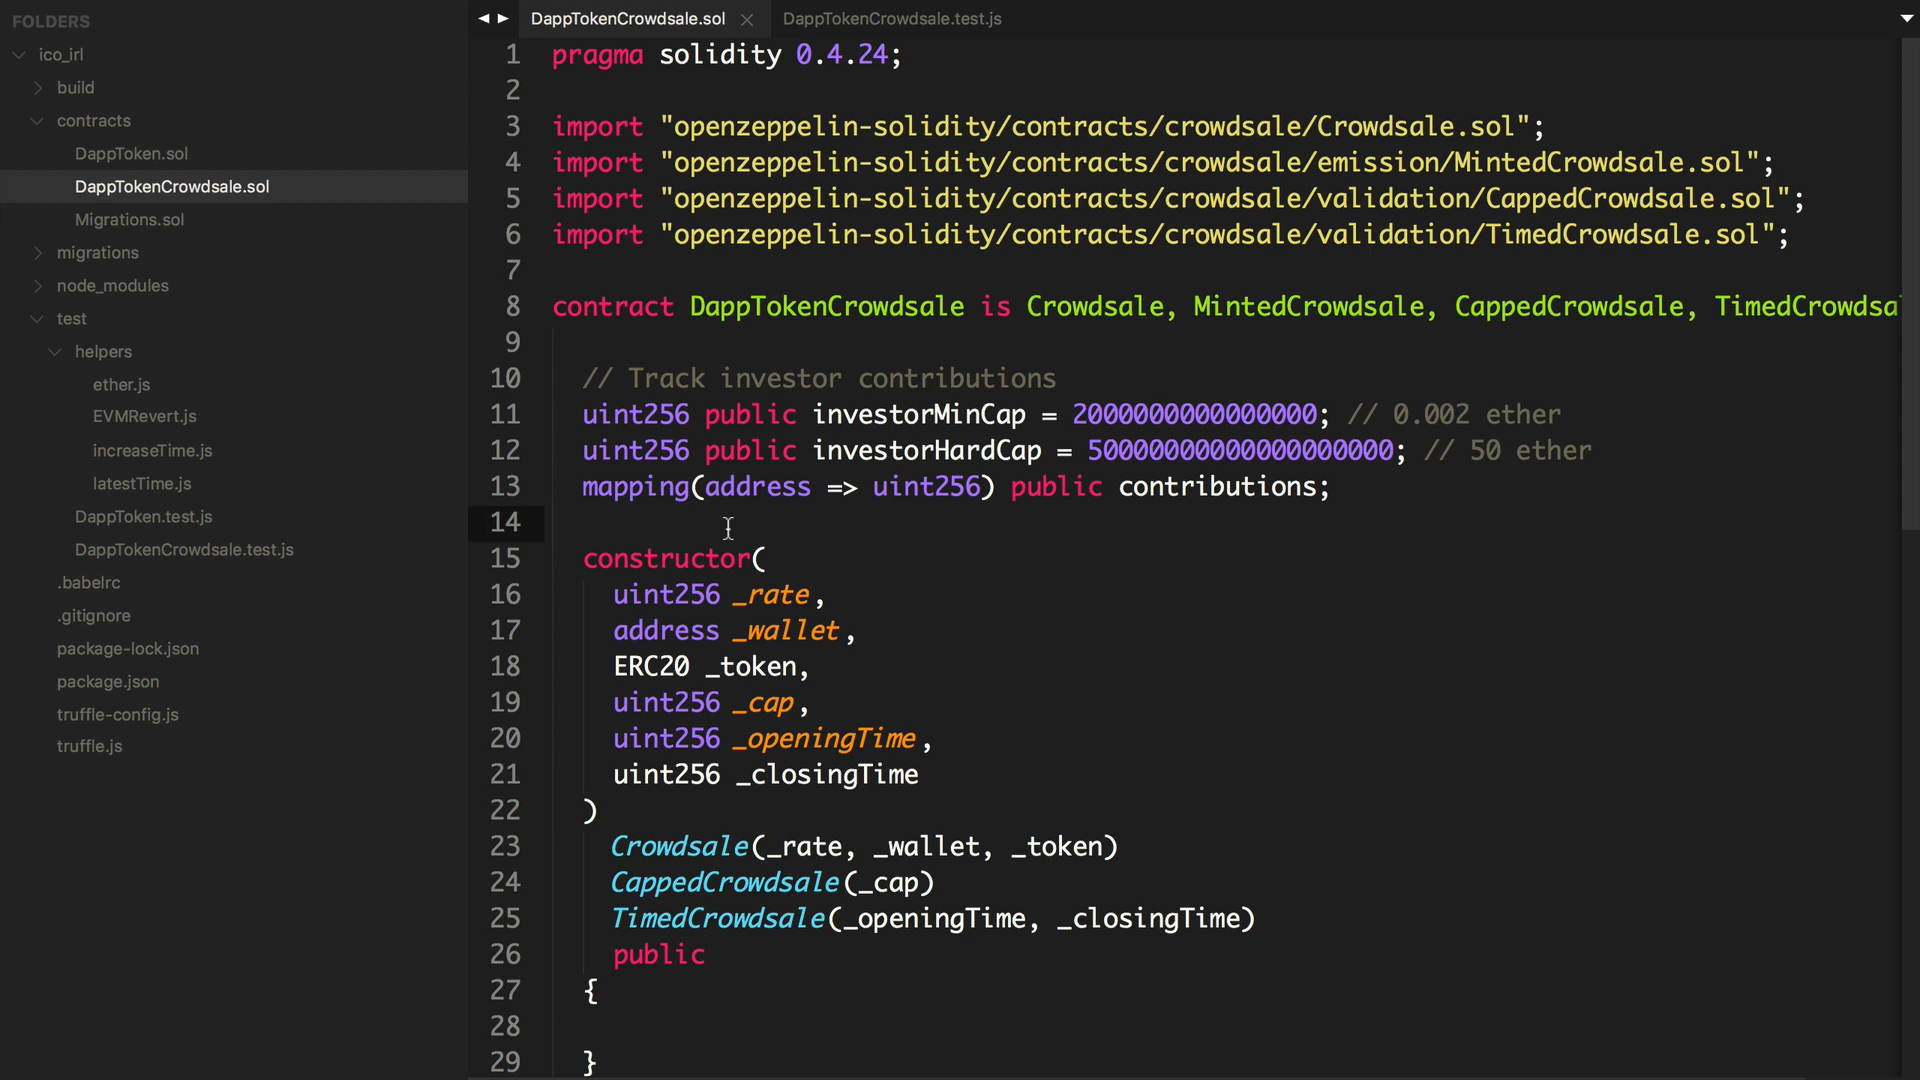 FOLDERS
ico_irl
build
contracts
DappToken.sol
DappTokenCrowdsale.sol
Migrations.sol
migrations
node_modules
test
helpers
ether.js
EVMRevert.js
increaseTime.js
latestTime.js
DappToken.test.js
DappTokenCrowdsale.test.js
.babelrc
.gitignore
package-lock.json
package.json
truffle-config.js
truffle.js
DappTokenCrowdsale.sol DappTokenCrowdsale.test.js
1 pragma solidity 0.4.24;
2
3 import "openzeppelin-solidity/contracts/crowdsale/Crowdsale.sol";
4 import "openzeppelin-solidity/contracts/crowdsale/emission/MintedCrowdsale.sol";
5 import "openzeppelin-solidity/contracts/crowdsale/validation/CappedCrowdsale.sol";
6 import "openzeppelin-solidity/contracts/crowdsale/validation/TimedCrowdsale.sol";
7
8 contract DappTokenCrowdsale is Crowdsale, MintedCrowdsale, CappedCrowdsale, TimedCrowdsa
9
10 // Track investor contributions
11 uint256 public investorMinCap = 2000000000000000; // 0.002 ether
12 uint256 public investorHardCap = 50000000000000000000; // 50 ether
13 mapping(address => uint256) public contributions;
14
15 constructor(
16 uint256 _rate,
17 address _wallet,
18 ERC20 _token,
19 uint256 _cap,
20 uint256 _openingTime,
21 uint256 _closingTime
22 )
23 Crowdsale(_rate, _wallet, _token)
24 CappedCrowdsale(_cap)
25 TimedCrowdsale(_openingTime, _closingTime)
26 public
27 {
28
29 }